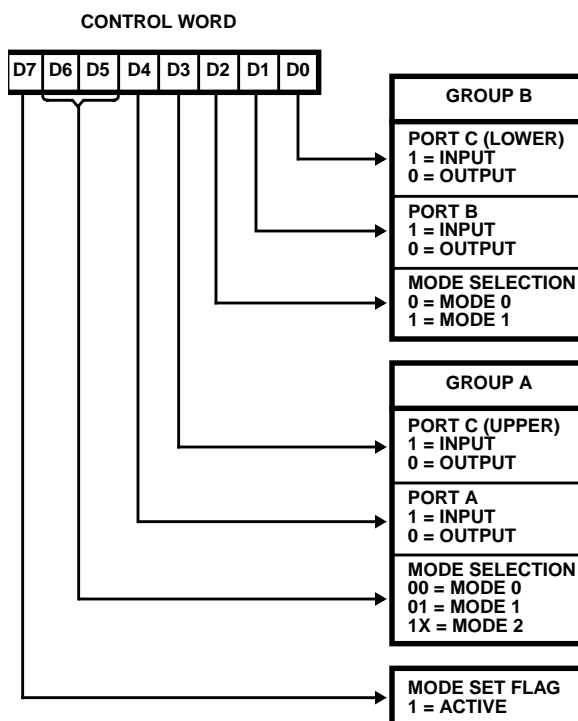 CONTROL WORD
D7 D6 D5 D4 D3 D2 D1 D0
GROUP B
PORT C (LOWER)
1 = INPUT
0 = OUTPUT
PORT B
1 = INPUT
0 = OUTPUT
MODE SELECTION
0 = MODE 0
1 = MODE 1
GROUP A
PORT C (UPPER)
1 = INPUT
0 = OUTPUT
PORT A
1 = INPUT
0 = OUTPUT
MODE SELECTION
00 = MODE 0
01 = MODE 1
1X = MODE 2
MODE SET FLAG
1 = ACTIVE